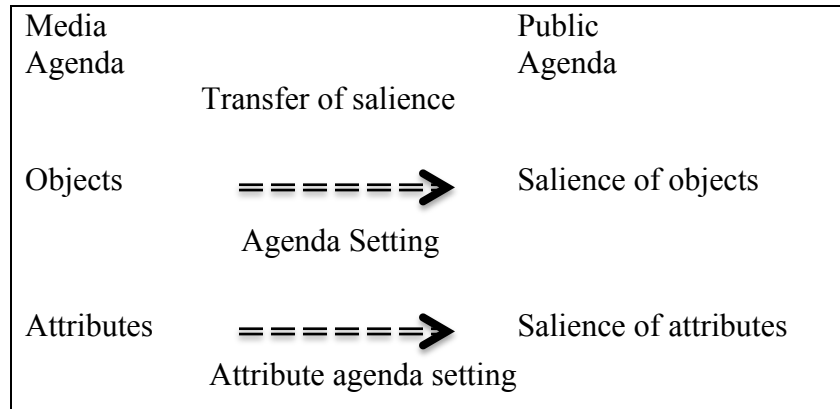 Media Agenda
Public Agenda
Transfer of salience
Objects
Salience of objects
Agenda Setting
Attributes
Salience of attributes
Attribute agenda setting